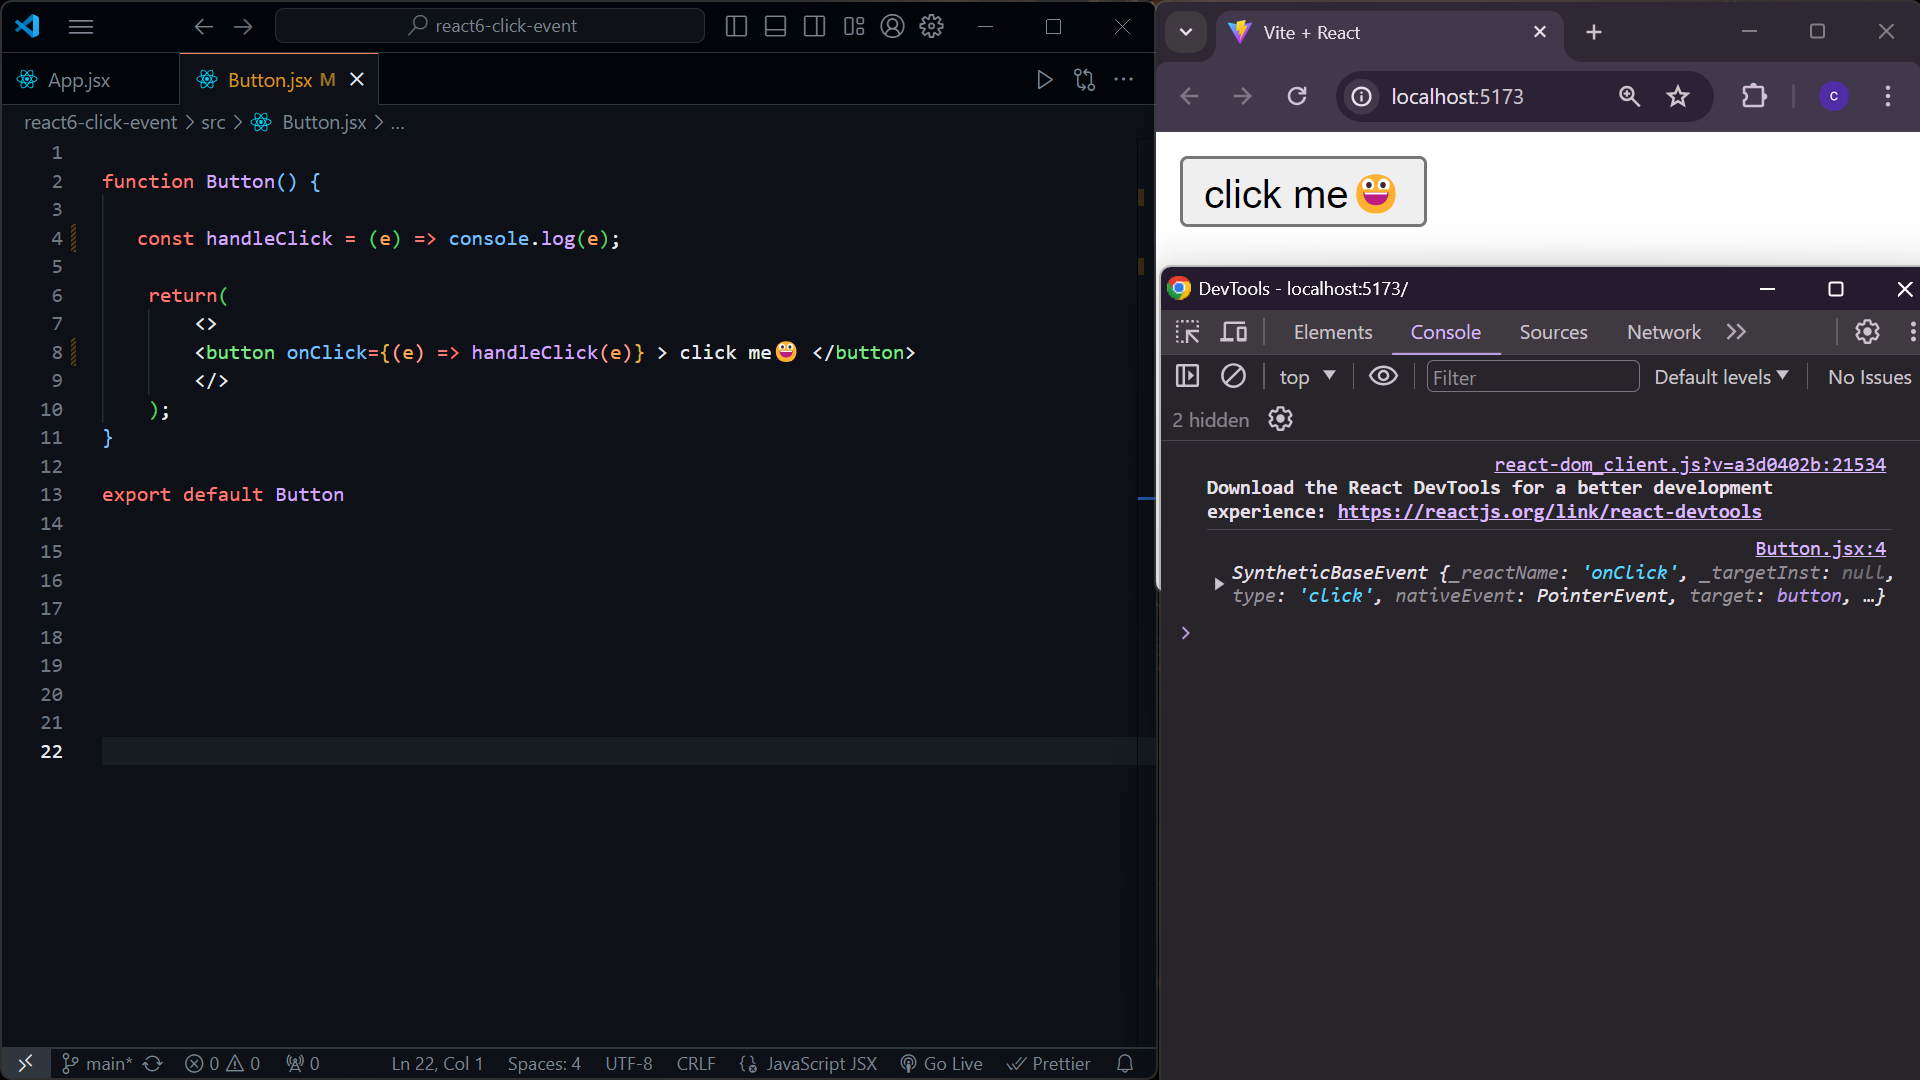 react6-click-event
App.jsx
Button.jsx M
react6-click-event > src > Button.jsx > ...
1
2 function Button() {
3
4 const handleClick = (e) => console.log(e);
5
6 return(
7 <>
8 <button onClick={(e) => handleClick(e)} > click me😀 </button>
9 </>
10 );
11 }
12
13 export default Button
14
15
16
17
18
19
20
21
22
main* 0 0 0 Ln 22, Col 1 Spaces: 4 UTF-8 CRLF JavaScript JSX Go Live Prettier
Vite + React
localhost:5173
C
click me😀
DevTools - localhost:5173/
Elements Console Sources Network
top Filter Default levels No Issues
2 hidden
react-dom_client.js?v=a3d0402b:21534
Download the React DevTools for a better development
experience: https://reactjs.org/link/react-devtools
Button.jsx:4
SyntheticBaseEvent {_reactName: 'onClick', _targetInst: null,
type: 'click', nativeEvent: PointerEvent, target: button, …}